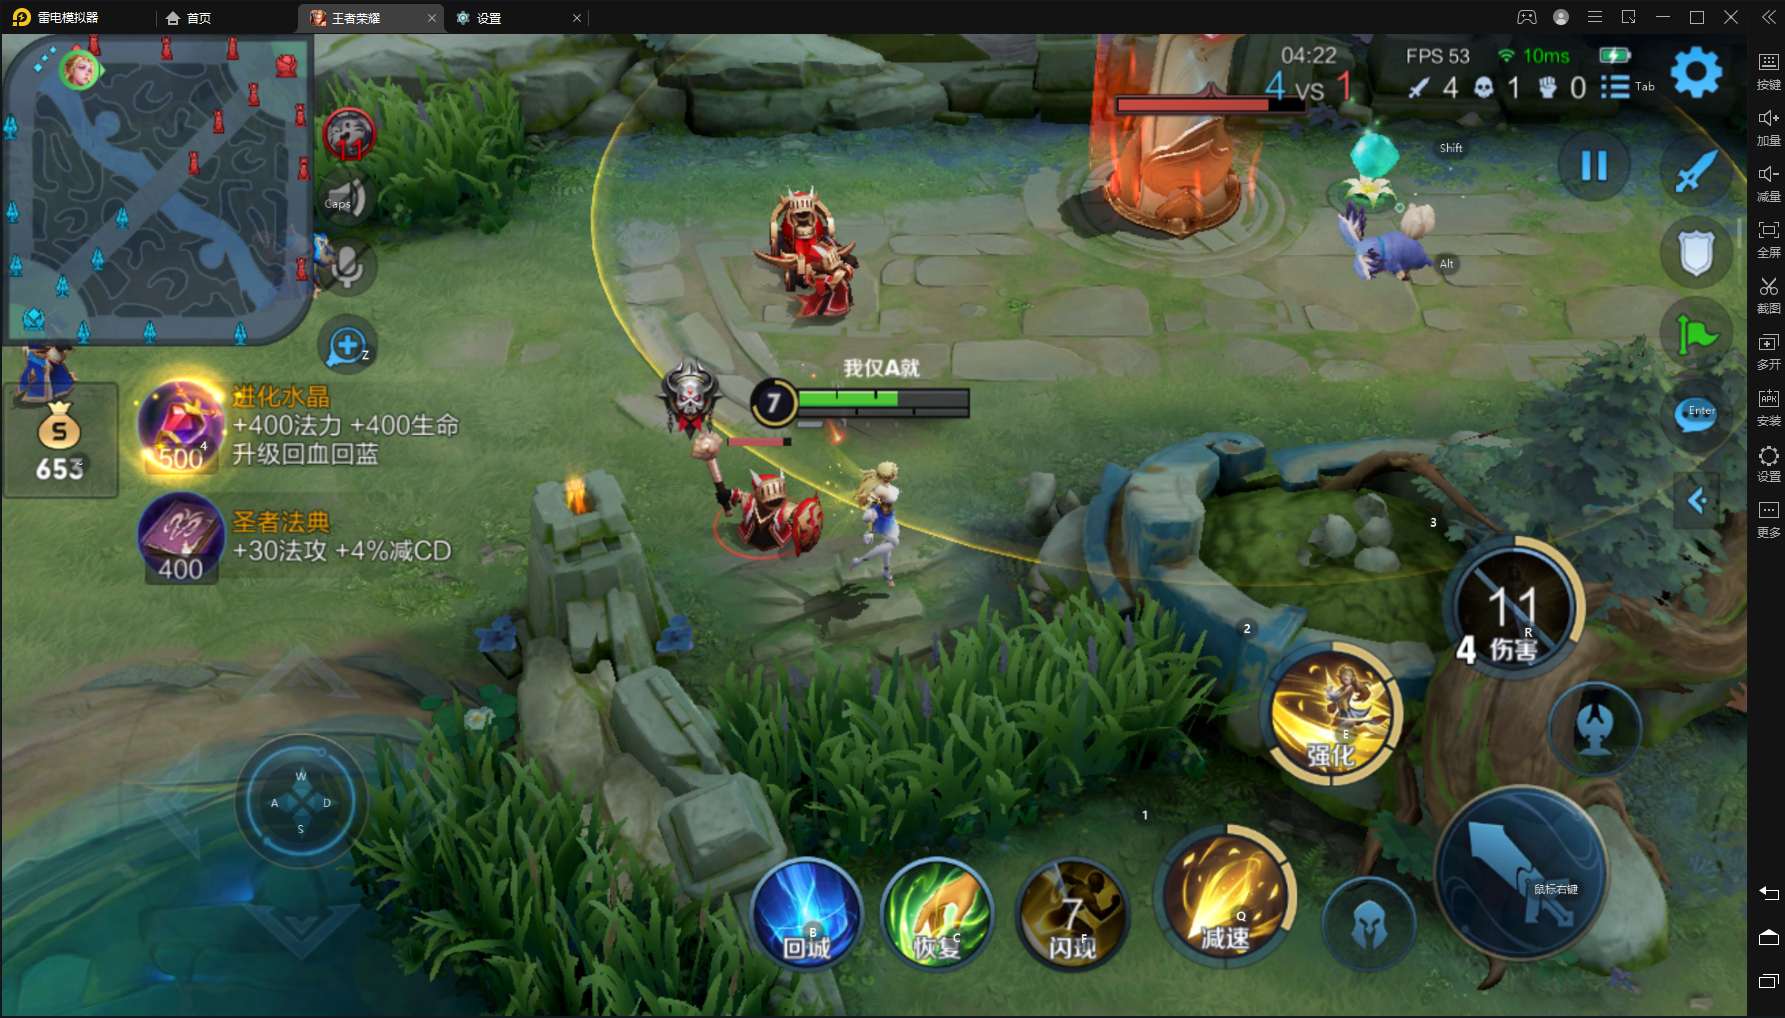 雷电模拟器
首页
王者荣耀
设置
04:22
4 VS 1
FPS 53
10ms
4 1 0
Tab
按键
加量
减量
全屏
截图
多开
安装
APK
设置
更多
11
Caps
Shift
Alt
Z
Enter
进化水晶
+400法力 +400生命
升级回血回蓝
500
4
653
圣者法典
+30法攻 +4%减CD
400
我仅A就
7
3
2
1
11
R
4 伤害
E
强化
W
A D
S
B
回城
C
恢复
7
F
闪现
Q
减速
鼠标右键